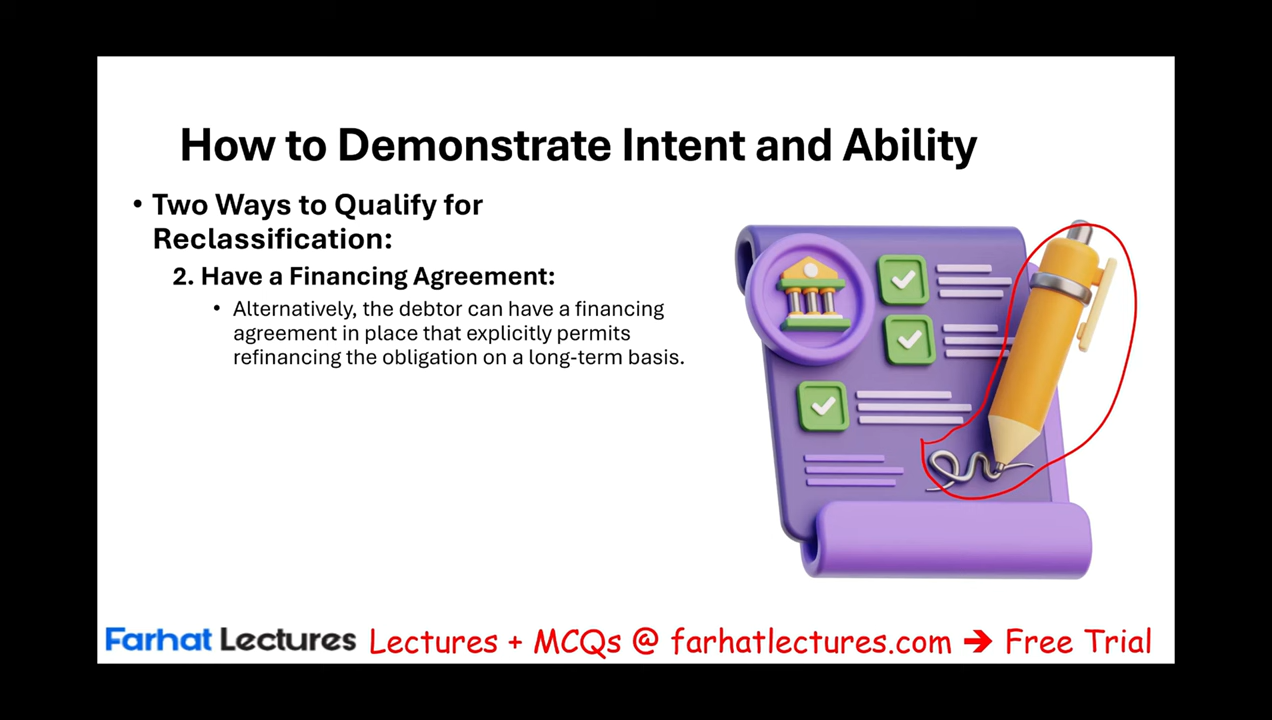 How to Demonstrate Intent and Ability
• Two Ways to Qualify for
Reclassification:
2. Have a Financing Agreement:
• Alternatively, the debtor can have a financing
agreement in place that explicitly permits
refinancing the obligation on a long-term basis.
Farhat Lectures Lectures + MCQs @ farhatlectures.com ➔ Free Trial